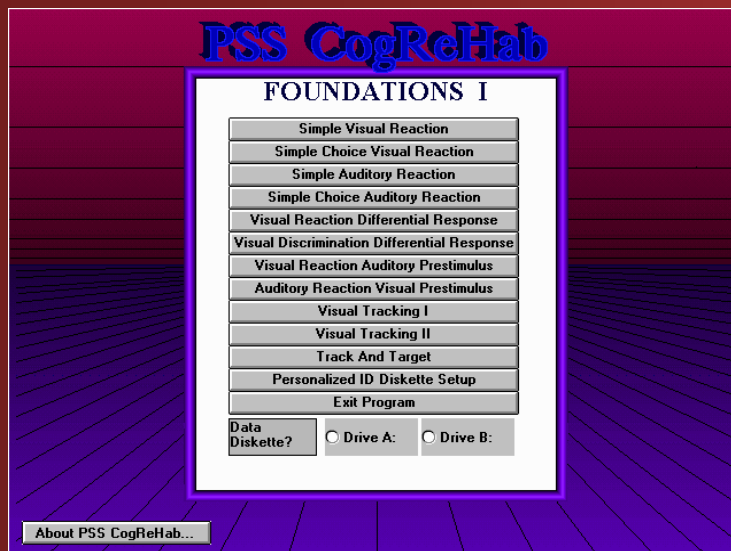 PSS CogReHab
FOUNDATIONS I
Simple Visual Reaction
Simple Choice Visual Reaction
Simple Auditory Reaction
Simple Choice Auditory Reaction
Visual Reaction Differential Response
Visual Discrimination Differential Response
Visual Reaction Auditory Prestimulus
Auditory Reaction Visual Prestimulus
Visual Tracking I
Visual Tracking II
Track And Target
Personalized ID Diskette Setup
Exit Program
Data
Diskette?
Drive A:
Drive B:
About PSS CogReHab...